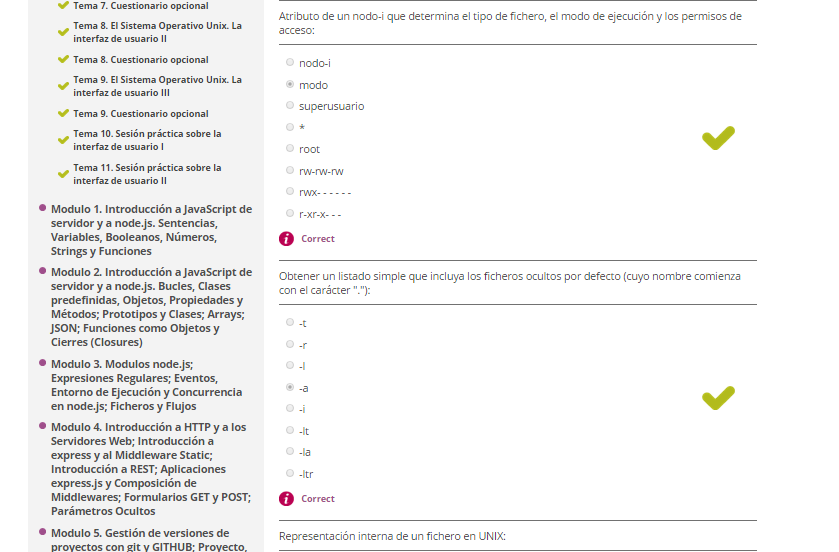 Tema 7. Cuestionario opcional
Tema 8. El Sistema Operativo Unix. La
interfaz de usuario II
Tema 8. Cuestionario opcional
Tema 9. El Sistema Operativo Unix. La
interfaz de usuario III
Tema 9. Cuestionario opcional
Tema 10. Sesión práctica sobre la
interfaz de usuario I
Tema 11. Sesión práctica sobre la
interfaz de usuario II
Modulo 1. Introducción a JavaScript de
servidor y a node.js. Sentencias,
Variables, Booleanos, Números,
Strings y Funciones
Modulo 2. Introducción a JavaScript de
servidor y a node.js. Bucles, Clases
predefinidas, Objetos, Propiedades y
Métodos; Prototipos y Clases; Arrays;
JSON; Funciones como Objetos y
Cierres (Closures)
Modulo 3. Modulos node.js;
Expresiones Regulares; Eventos,
Entorno de Ejecución y Concurrencia
en node.js; Ficheros y Flujos
Modulo 4. Introducción a HTTP y a los
Servidores Web; Introducción a
express y al Middleware Static;
Introducción a REST; Aplicaciones
express.js y Composición de
Middlewares; Formularios GET y POST;
Parámetros Ocultos
Modulo 5. Gestión de versiones de
proyectos con git y GITHUB; Proyecto,
Atributo de un nodo-i que determina el tipo de fichero, el modo de ejecución y los permisos de
acceso:
nodo-i
modo
superusuario
*
root
rw-rw-rw
rwx- - - - - -
r-xr-x- - -
Correct
Obtener un listado simple que incluya los ficheros ocultos por defecto (cuyo nombre comienza
con el carácter "."):
-t
-r
-l
-a
-i
-lt
-la
-ltr
Correct
Representación interna de un fichero en UNIX: